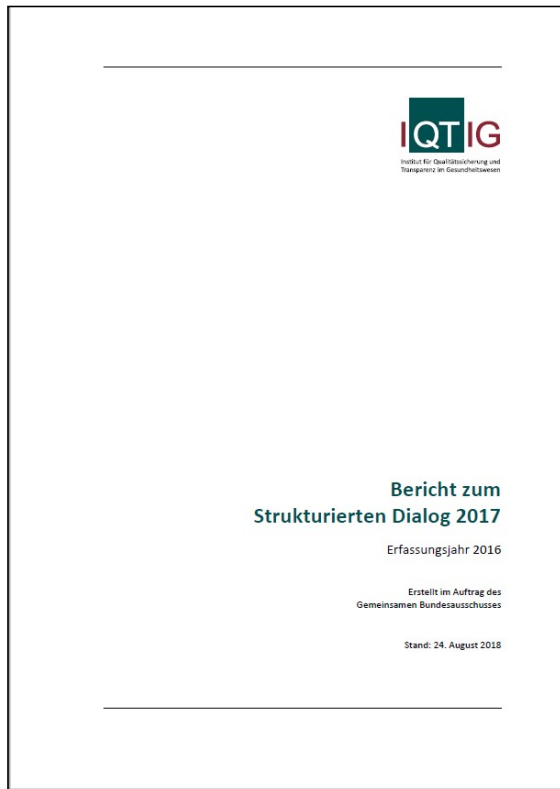 IQTIG
Institut für Qualitätssicherung und
Transparenz im Gesundheitswesen
Bericht zum
Strukturierten Dialog 2017
Erfassungsjahr 2016
Erstellt im Auftrag des
Gemeinsamen Bundesausschusses
Stand: 24. August 2018